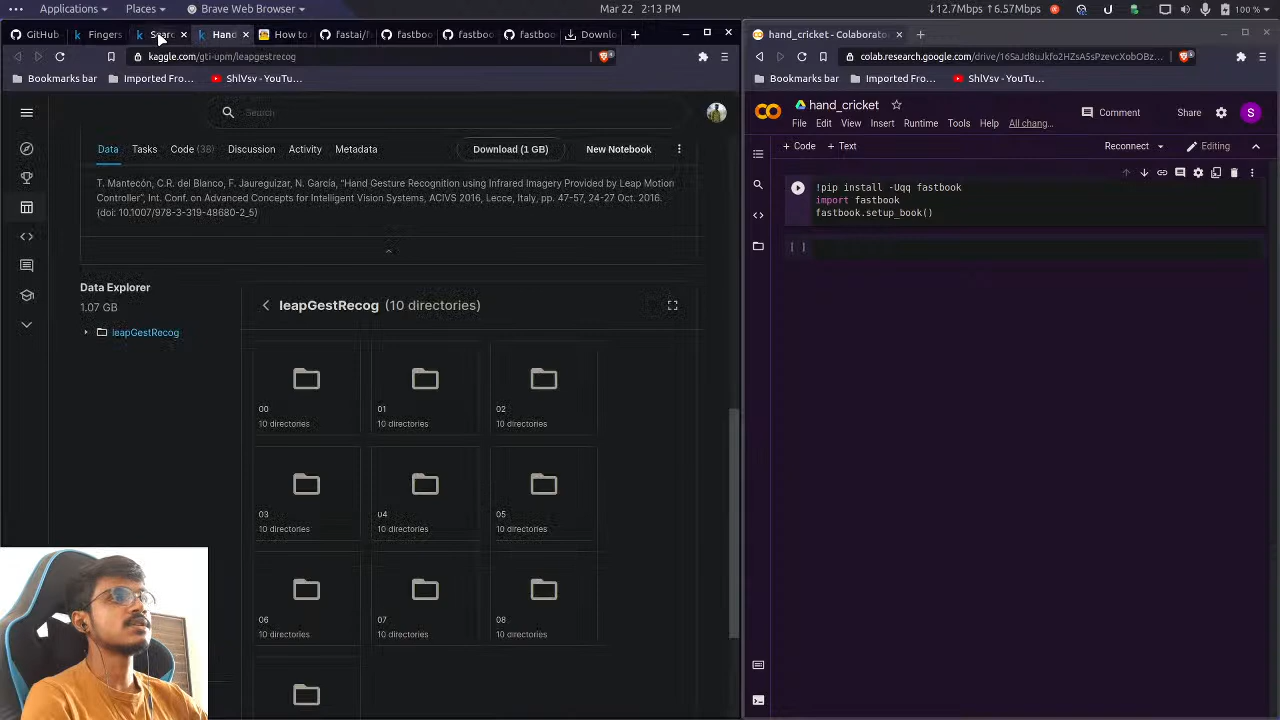 Applications
Places
Brave Web Browser
Mar 22 2:13 PM
↓12.7Mbps ↑6.57Mbps
100 %
GitHub
Fingers
Searc
Hand
How to
fastai/f
fastboo
fastboo
fastboo
Downlo
kaggle.com/gti-upm/leapgestrecog
Bookmarks bar
Imported Fro...
ShlVsv - YouTu...
Search
Data
Tasks
Code (38)
Discussion
Activity
Metadata
Download (1 GB)
New Notebook
T. Mantecón, C.R. del Blanco, F. Jaureguizar, N. García, “Hand Gesture Recognition using Infrared Imagery Provided by Leap Motion
Controller”, Int. Conf. on Advanced Concepts for Intelligent Vision Systems, ACIVS 2016, Lecce, Italy, pp. 47-57, 24-27 Oct. 2016.
(doi: 10.1007/978-3-319-48680-2_5)
Data Explorer
1.07 GB
leapGestRecog
leapGestRecog (10 directories)
00
10 directories
01
10 directories
02
10 directories
03
10 directories
04
10 directories
05
10 directories
06
10 directories
07
10 directories
08
10 directories
hand_cricket - Colaborato
Bookmarks bar
Imported Fro...
ShlVsv - YouTu...
hand_cricket
Comment
Share
S
File
Edit
View
Insert
Runtime
Tools
Help
All chang...
+ Code
+ Text
Reconnect
Editing
!pip install -Uqq fastbook
import fastbook
fastbook.setup_book()
[ ]